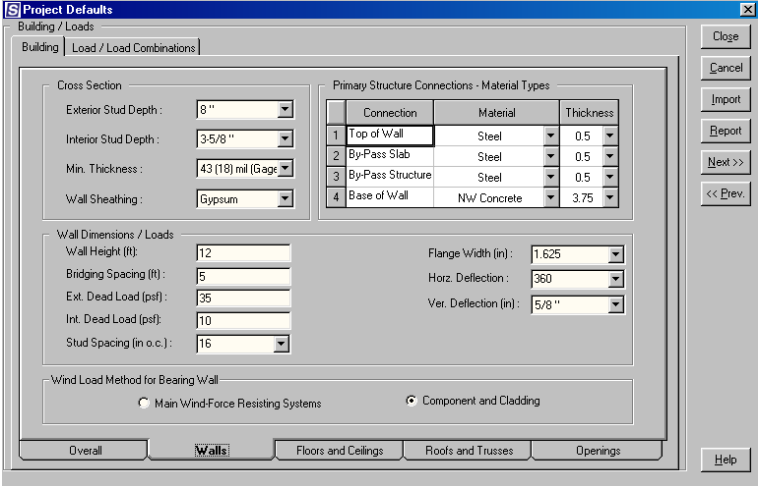 S Project Defaults
Building / Loads
Building Load / Load Combinations
Close
Cancel
Import
Report
Next >>
<< Prev.
Help
Cross Section
Exterior Stud Depth : 8 "
Interior Stud Depth : 3-5/8 "
Min. Thickness : 43 (18) mil (Gage
Wall Sheathing : Gypsum
Primary Structure Connections - Material Types
Connection Material Thickness
1 Top of Wall Steel 0.5
2 By-Pass Slab Steel 0.5
3 By-Pass Structure Steel 0.5
4 Base of Wall NW Concrete 3.75
Wall Dimensions / Loads
Wall Height (ft): 12
Bridging Spacing (ft) : 5
Ext. Dead Load (psf) : 35
Int. Dead Load (psf): 10
Stud Spacing (in o.c.) : 16
Flange Width (in) : 1.625
Horz. Deflection : 360
Ver. Deflection (in) : 5/8 "
Wind Load Method for Bearing Wall
Main Wind-Force Resisting Systems
Component and Cladding
Overall Walls Floors and Ceilings Roofs and Trusses Openings